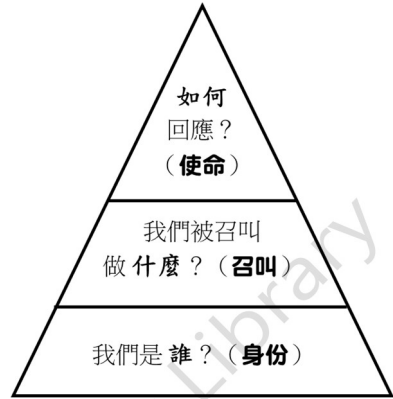 如何
回應？
（使命）
我們被召叫
做什麼？（召叫）
我們是誰？（身份）
Library